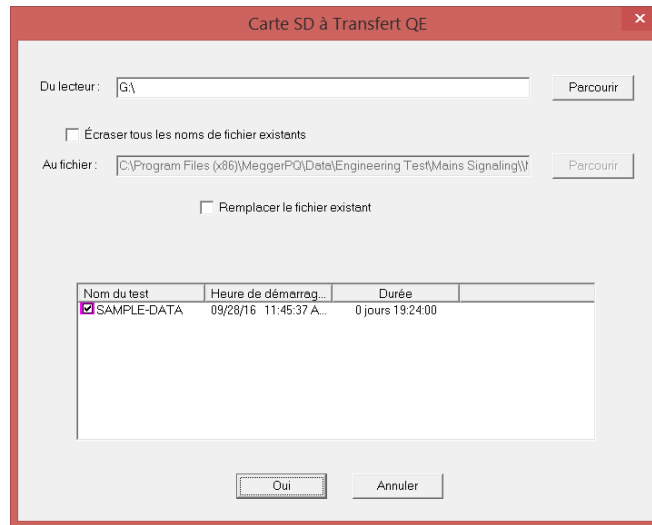 Carte SD à Transfert QE
Du lecteur : G:\ Parcourir
Écraser tous les noms de fichier existants
Au fichier : C:\Program Files (x86)\MeggerPQ\Data\Engineering Test\Mains Signaling\\ Parcourir
Remplacer le fichier existant
Nom du test Heure de démarrag... Durée
SAMPLE-DATA 09/28/16 11:45:37 A... 0 jours 19:24:00
Oui Annuler